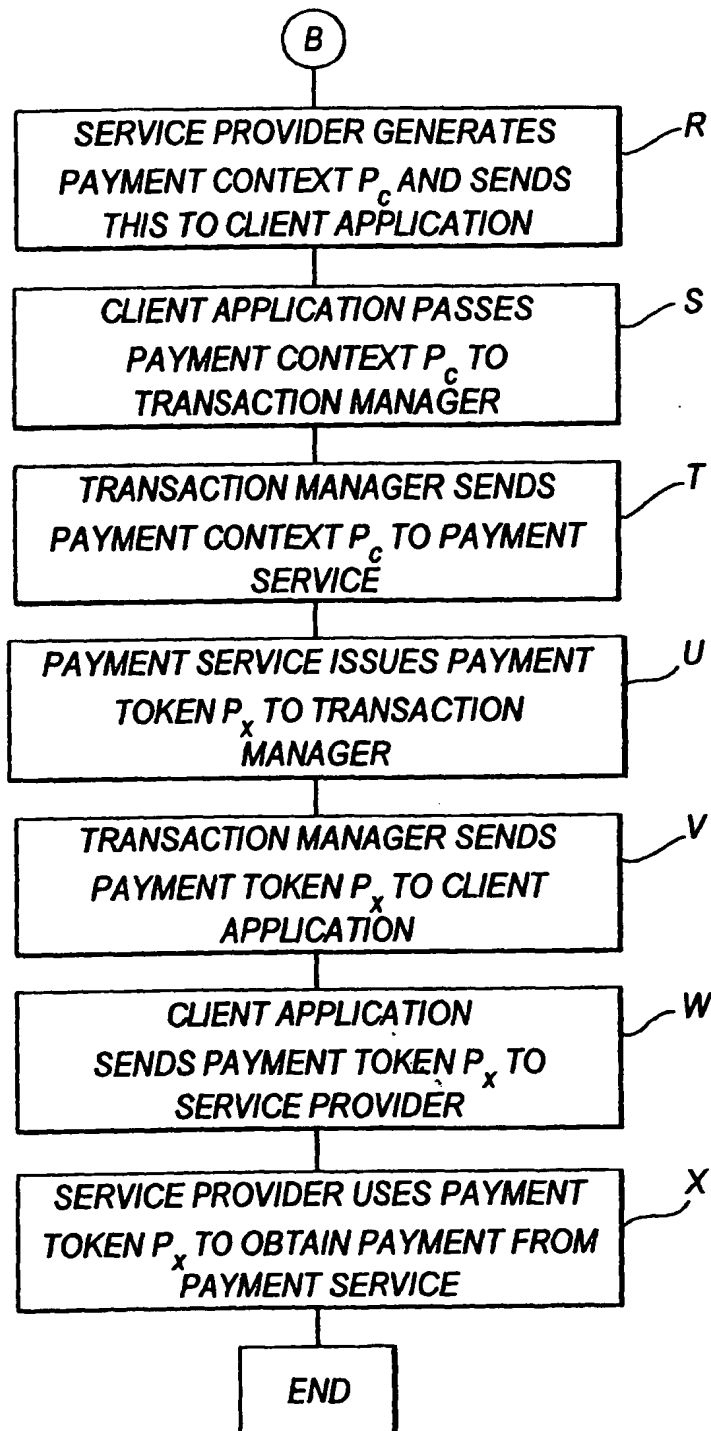 B
SERVICE PROVIDER GENERATES
PAYMENT CONTEXT Pc AND SENDS
THIS TO CLIENT APPLICATION
R
CLIENT APPLICATION PASSES
PAYMENT CONTEXT Pc TO
TRANSACTION MANAGER
S
TRANSACTION MANAGER SENDS
PAYMENT CONTEXT Pc TO PAYMENT
SERVICE
T
PAYMENT SERVICE ISSUES PAYMENT
TOKEN Px TO TRANSACTION
MANAGER
U
TRANSACTION MANAGER SENDS
PAYMENT TOKEN Px TO CLIENT
APPLICATION
V
CLIENT APPLICATION
SENDS PAYMENT TOKEN Px TO
SERVICE PROVIDER
W
SERVICE PROVIDER USES PAYMENT
TOKEN Px TO OBTAIN PAYMENT FROM
PAYMENT SERVICE
X
END